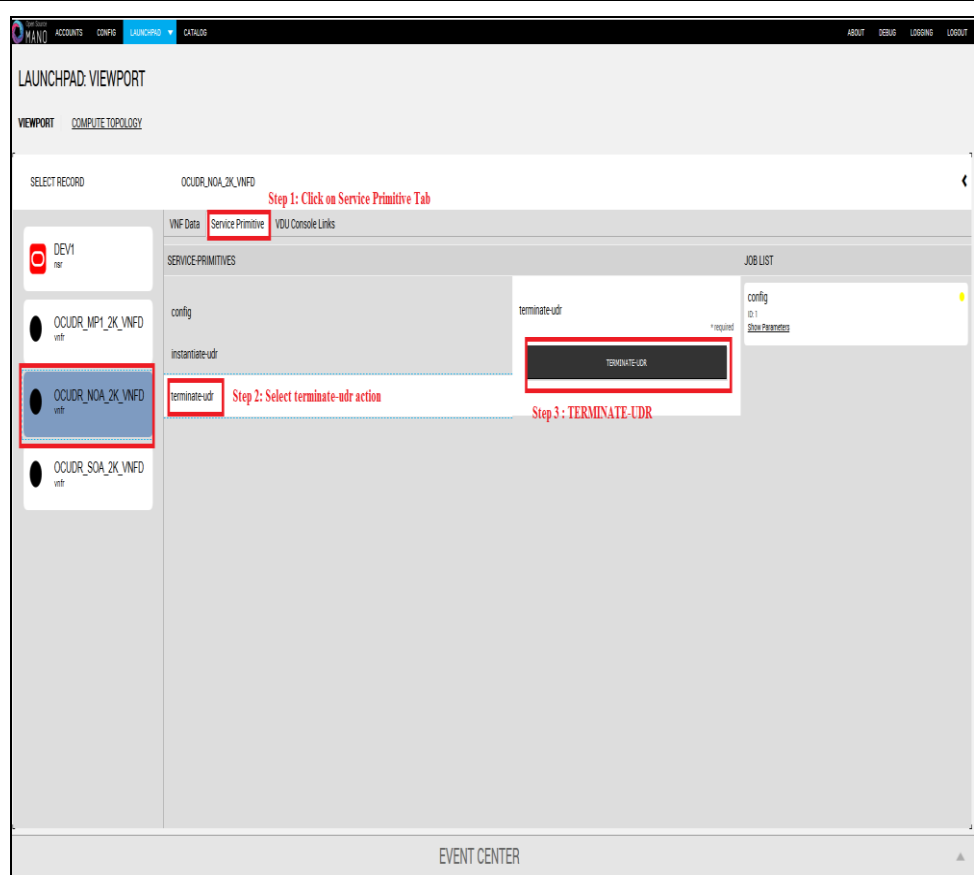 Open Source
MANO ACCOUNTS CONFIG LAUNCHPAD CATALOG ABOUT DEBUG LOGGING LOGOUT
LAUNCHPAD: VIEWPORT
VIEWPORT COMPUTE TOPOLOGY
SELECT RECORD OCUDR_NOA_2K_VNFD
Step 1: Click on Service Primitive Tab
VNF Data Service Primitive VDU Console Links
DEV1
nsr
SERVICE-PRIMITIVES JOB LIST
config
instantiate-udr
terminate-udr Step 2: Select terminate-udr action
terminate-udr
* required
TERMINATE-UDR
Step 3 : TERMINATE-UDR
config
ID: 1
Show Parameters
OCUDR_MP1_2K_VNFD
vnfr
OCUDR_NOA_2K_VNFD
vnfr
OCUDR_SOA_2K_VNFD
vnfr
EVENT CENTER